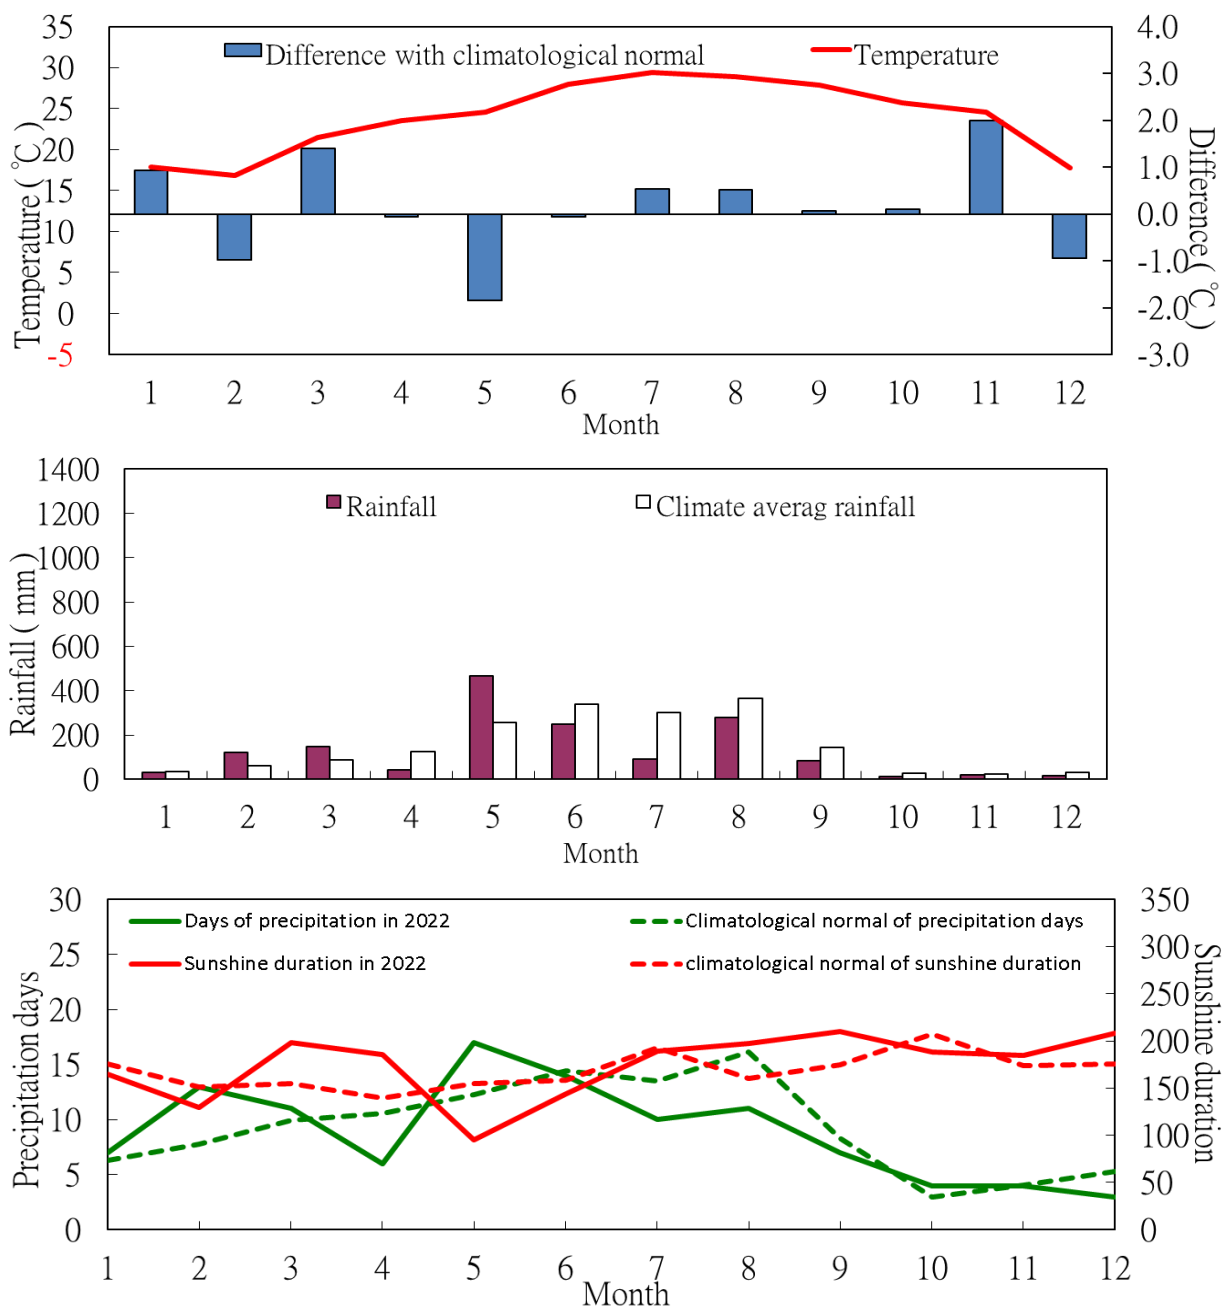 35
30
25
20
15
10
5
0
-5
Temperature ( ℃)
Difference with climatological normal
Temperature
4.0
3.0
2.0
1.0
0.0
-1.0
-2.0
-3.0
Difference ( ℃)
1 2 3 4 5 6 7 8 9 10 11 12
Month
1400
1200
1000
800
600
400
200
0
Rainfall ( mm )
Rainfall
Climate averag rainfall
1 2 3 4 5 6 7 8 9 10 11 12
Month
30
25
20
15
10
5
0
Precipitation days
Days of precipitation in 2022
Climatological normal of precipitation days
Sunshine duration in 2022
climatological normal of sunshine duration
350
300
250
200
150
100
50
0
Sunshine duration
1 2 3 4 5 6 7 8 9 10 11 12
Month